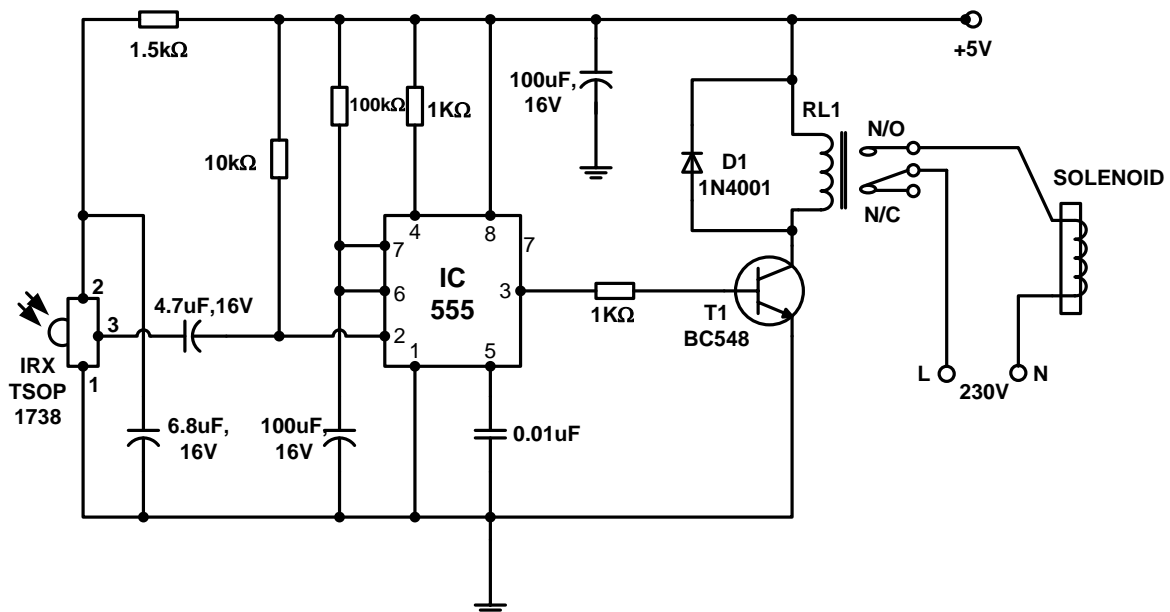 1.5kΩ
+5V
100kΩ
1KΩ
100uF,
16V
10kΩ
RL1
N/O
D1
1N4001
N/C
SOLENOID
4
8
7
7
IC
555
6
3
2
1
5
2
3
1
4.7uF,16V
IRX
TSOP
1738
1KΩ
T1
BC548
L
230V
N
6.8uF,
16V
100uF,
16V
0.01uF